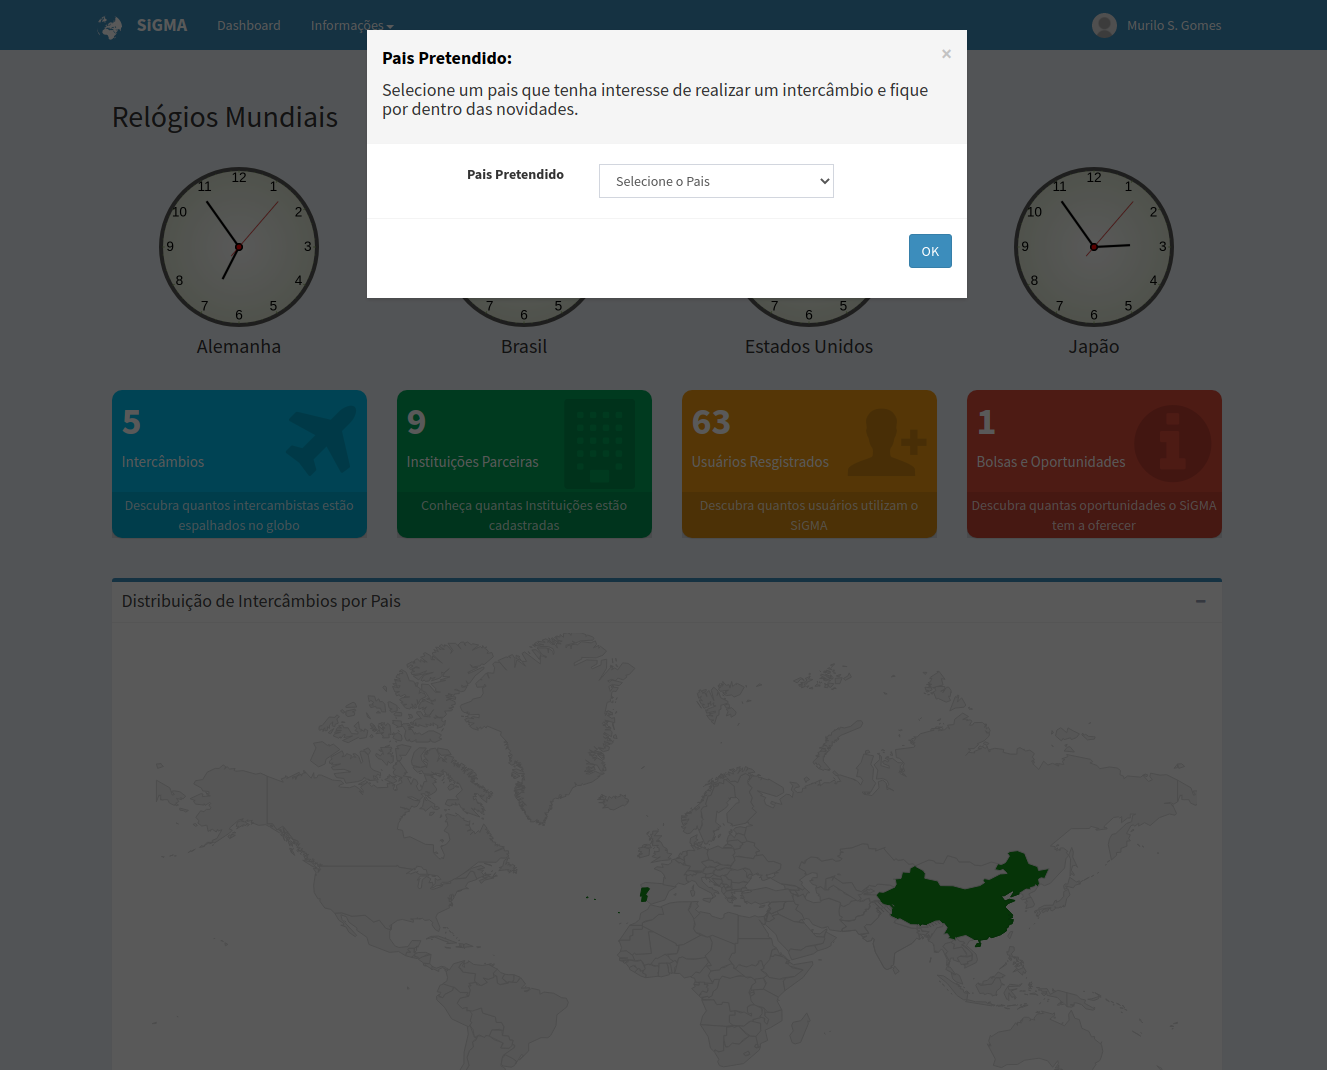 SiGMA Dashboard Informações Murilo S. Gomes
Pais Pretendido: ×
Selecione um pais que tenha interesse de realizar um intercâmbio e fique
por dentro das novidades.
Pais Pretendido Selecione o Pais
OK
Relógios Mundiais
12 1 2 3 4 5 6 7 8 9 10 11
Alemanha
7 6 5
Brasil
7 6 5
Estados Unidos
12 1 2 3 4 5 6 7 8 9 10 11
Japão
5
Intercâmbios
Descubra quantos intercambistas estão
espalhados no globo
9
Instituições Parceiras
Conheça quantas Instituições estão
cadastradas
63
Usuários Resgistrados
Descubra quantos usuários utilizam o
SiGMA
1
Bolsas e Oportunidades
Descubra quantas oportunidades o SiGMA
tem a oferecer
Distribuição de Intercâmbios por Pais